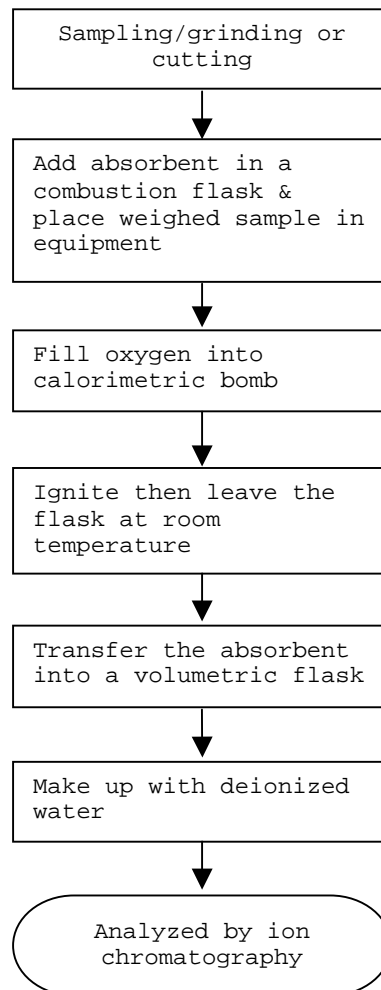 Sampling/grinding or
cutting
Add absorbent in a
combustion flask &
place weighed sample in
equipment
Fill oxygen into
calorimetric bomb
Ignite then leave the
flask at room
temperature
Transfer the absorbent
into a volumetric flask
Make up with deionized
water
Analyzed by ion
chromatography